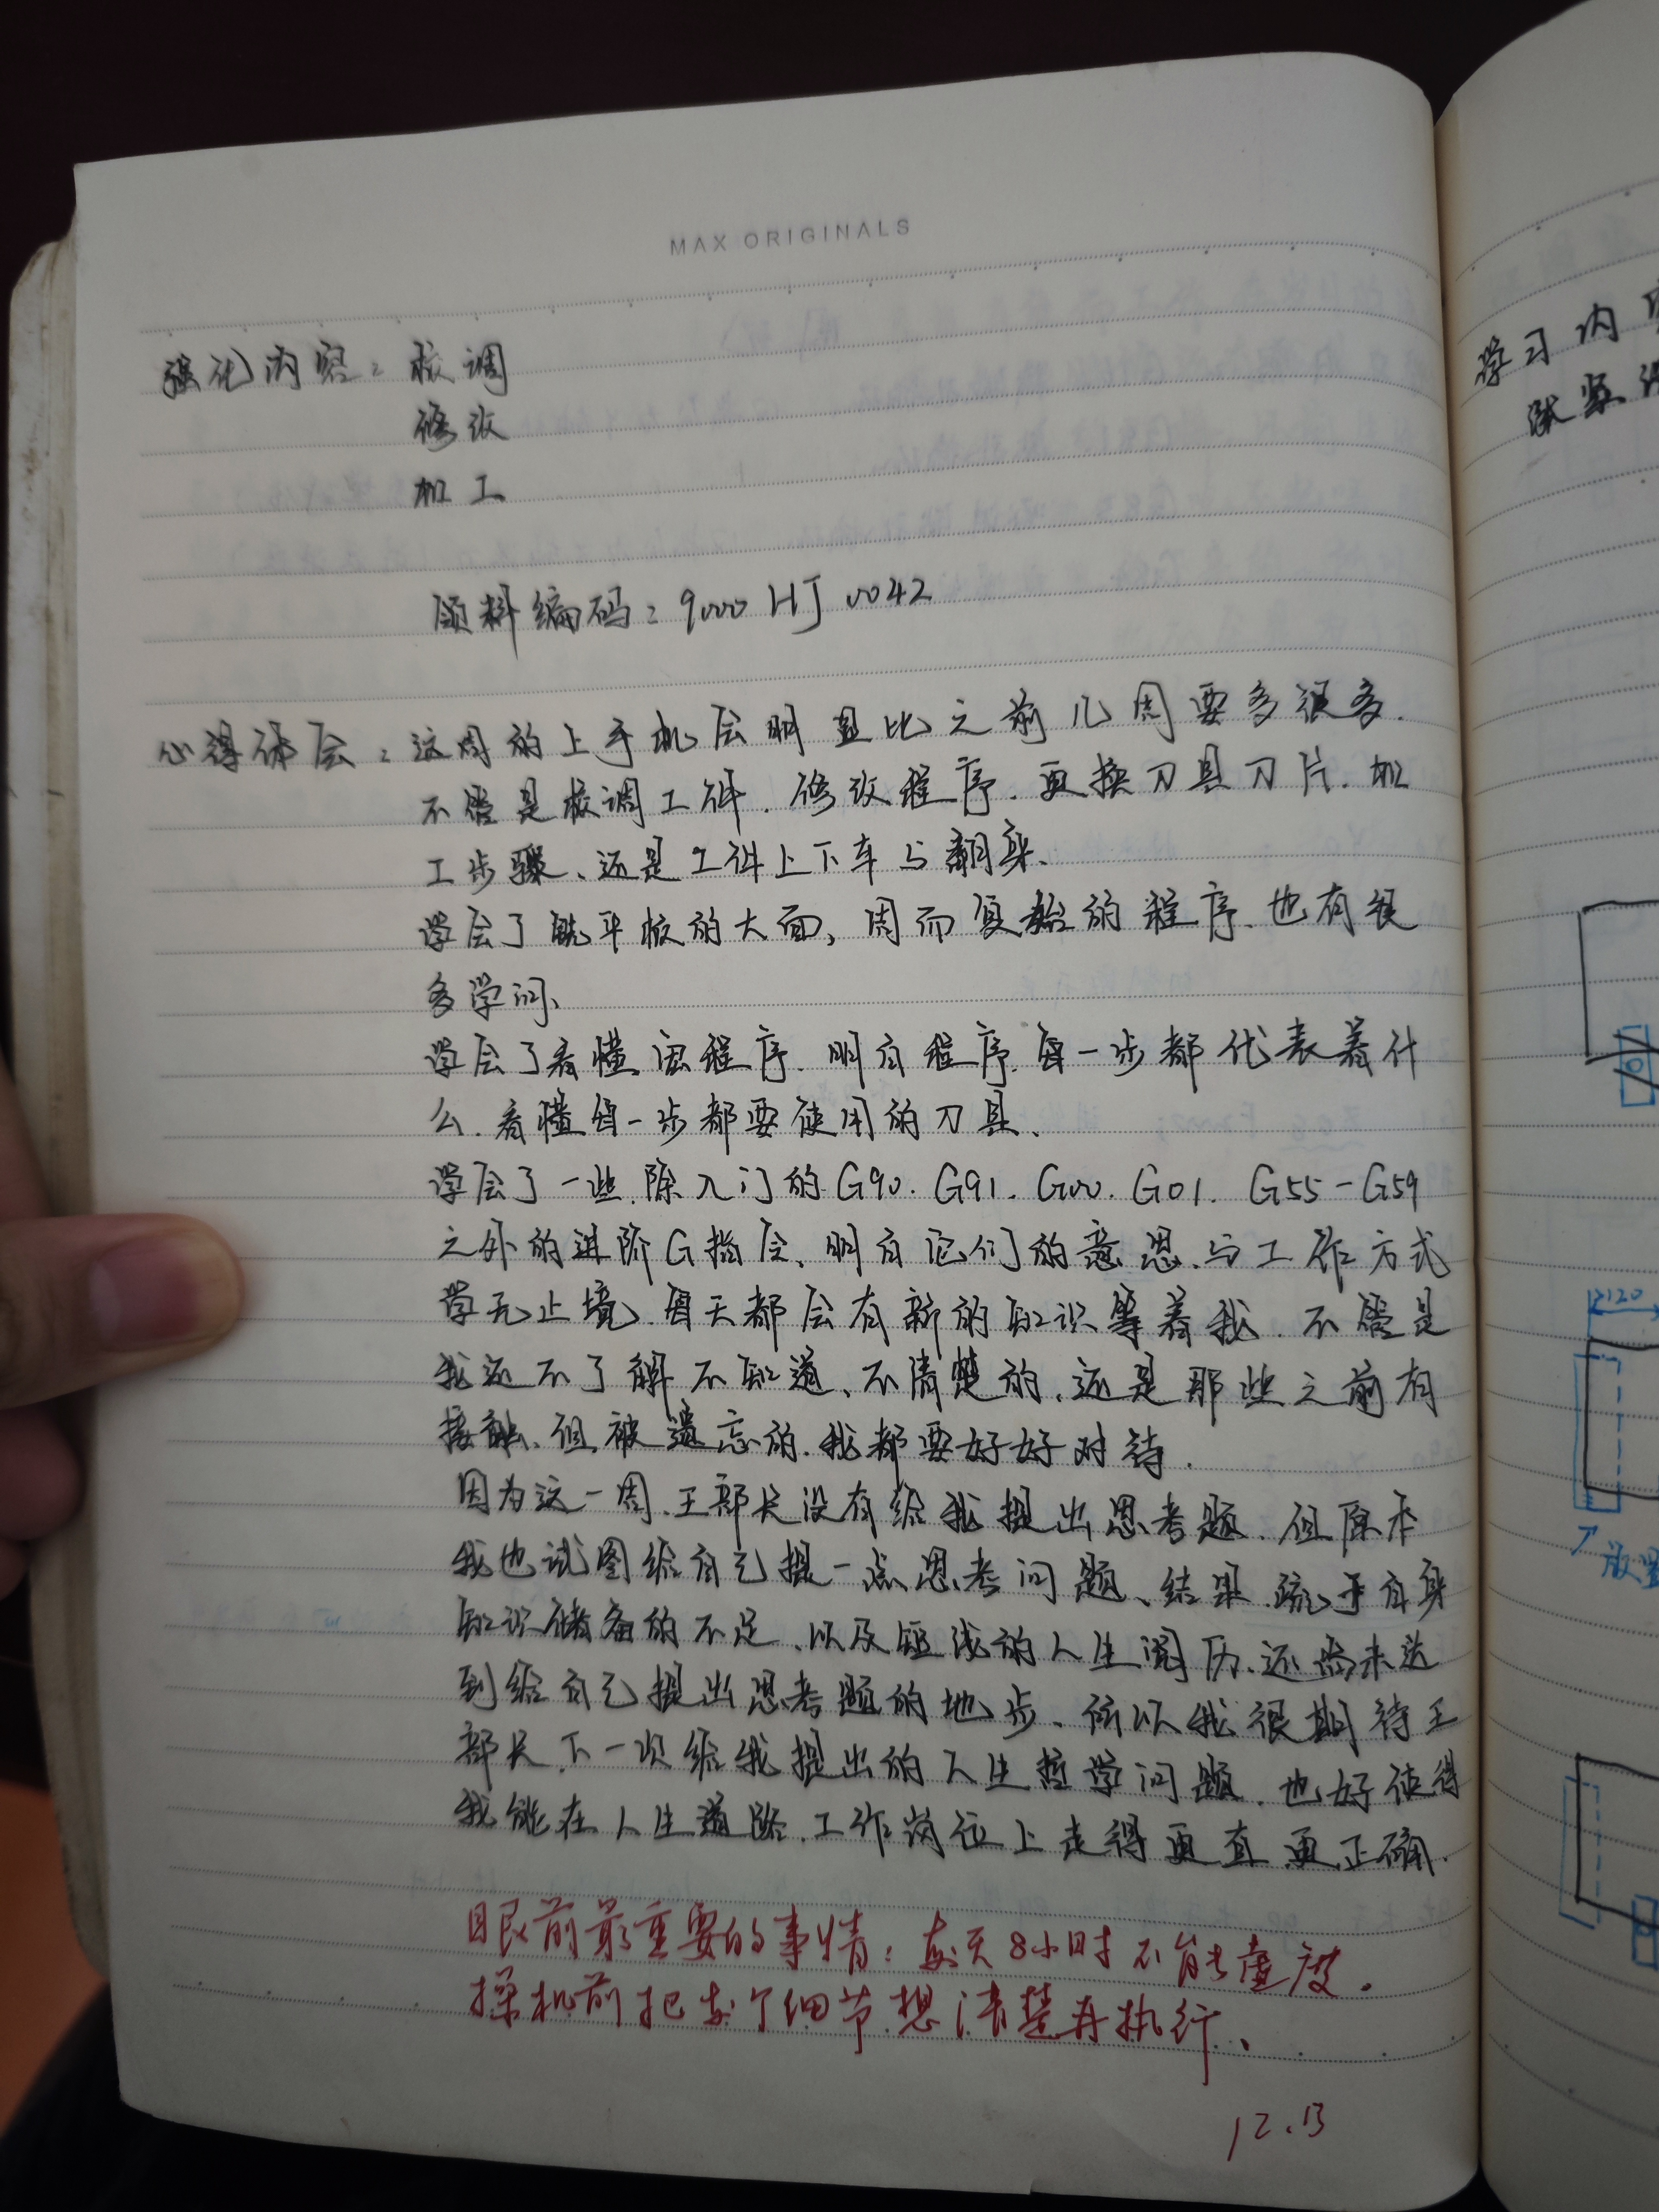 MAX ORIGINALS
强化内容：校调
修改
加工
领料编码：9000 HJ 0042
心得体会：这周的上手机会明显比之前几周要多很多.
不管是校调工件.修改程序.更换刀具刀片.加
工步骤、还是工件上下车与翻身、
学会了铣平板的大面,周而复始的程序.也有很
多学问、
学会了看懂 程序.明白程序.每一步都代表着什
么.看懂每一步都要使用的刀具、
学会了一些.除入门的G90. G91. G00. G01. G55-G59
之外的进阶G指令、明白它们的意思.与工作方式
学无止境.每天都会有新的知识等着我.不管是
我还不了解.不知道、不清楚的.还是那些之前有
接触、但被遗忘的.我都要好好对待.
因为这一周.王部长没有给我提出思考题.但原本
我也试图给自己提一点思考问题、结果 于自身
知识储备的不足、以及短浅的人生阅历.还尚未达
到给自己提出思考题的地步、所以我很期待王
部长下一次给我提出的人生哲学问题.也好使得
我能在人生道路.工作岗位上走得更直更正确.
眼前最重要的事情：每天8小时不能虚度。
操机前把每个细节想清楚再执行、
12.13
学习内
2120
放置